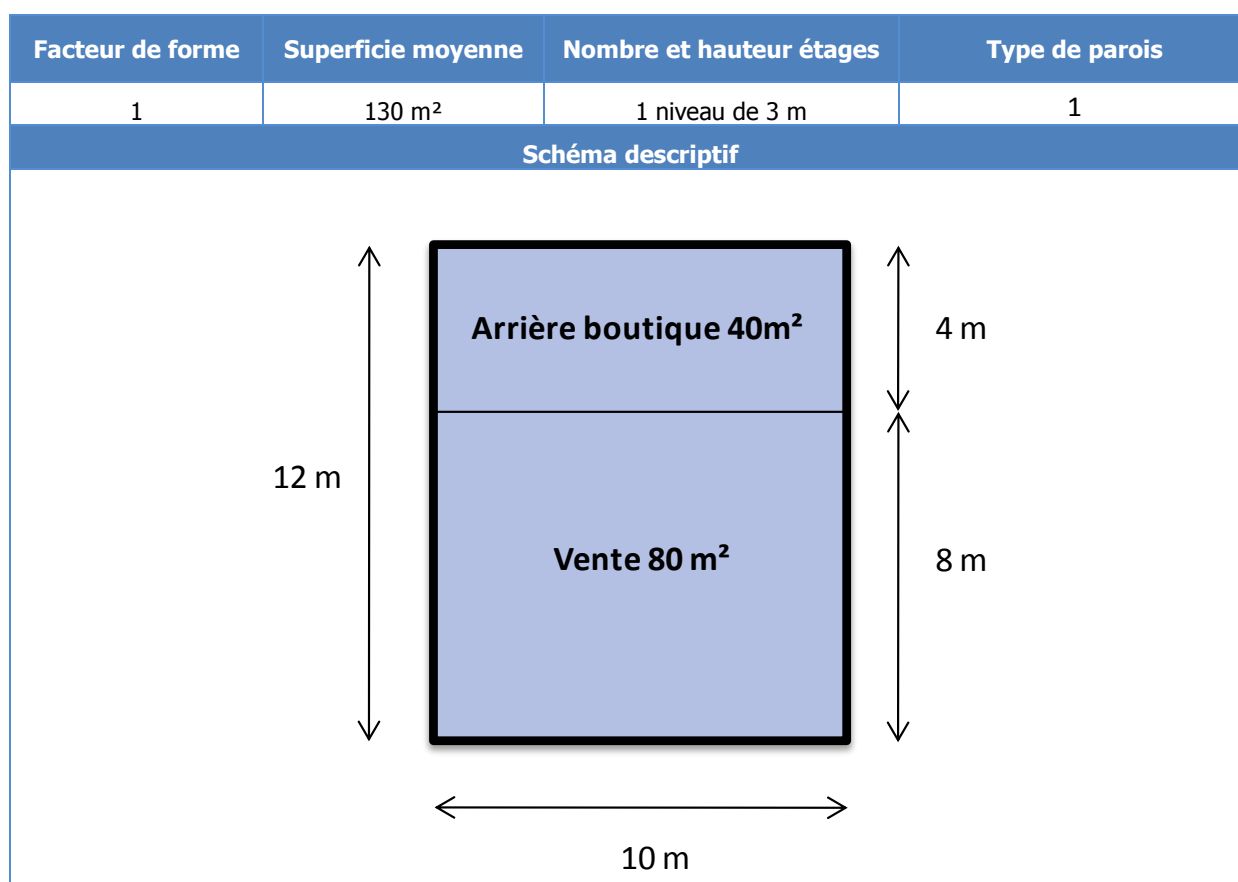 Facteur de forme Superficie moyenne Nombre et hauteur étages Type de parois
1 130 m² 1 niveau de 3 m 1
Schéma descriptif
Arrière boutique 40m²
4 m
12 m
Vente 80 m²
8 m
10 m